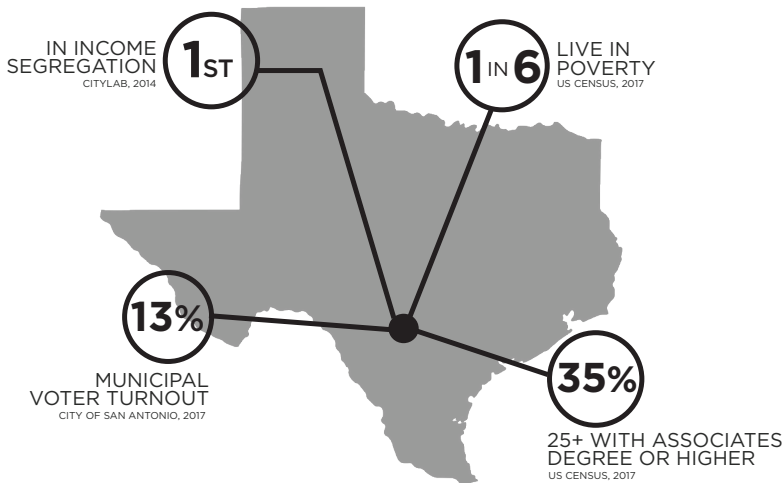 IN INCOME
SEGREGATION
CITYLAB, 2014
1ST
1 IN 6
LIVE IN
POVERTY
US CENSUS, 2017
13%
MUNICIPAL
VOTER TURNOUT
CITY OF SAN ANTONIO, 2017
35%
25+ WITH ASSOCIATES
DEGREE OR HIGHER
US CENSUS, 2017